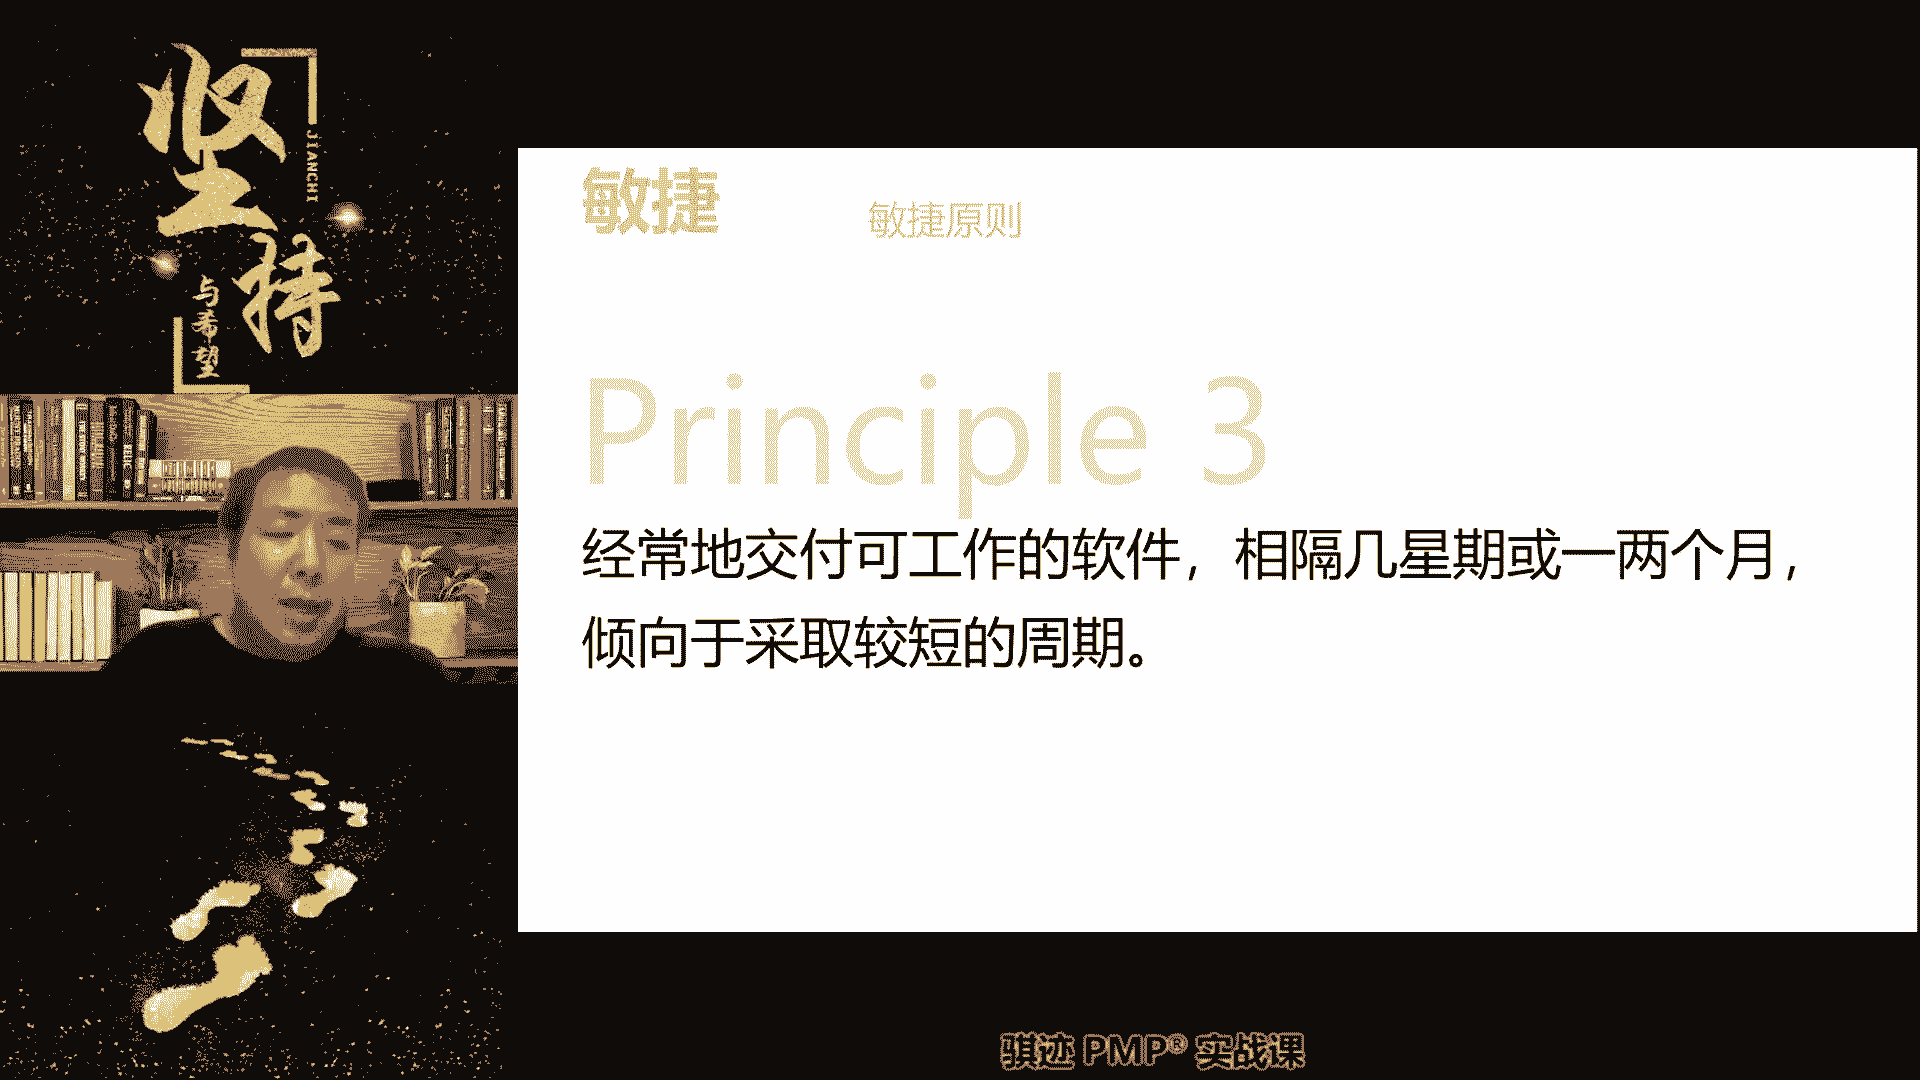 坚持
JIANCHI
与希望
敏捷
敏捷原则
Principle 3
经常地交付可工作的软件，相隔几星期或一两个月，
倾向于采取较短的周期。
骐迹 PMP® 实战课